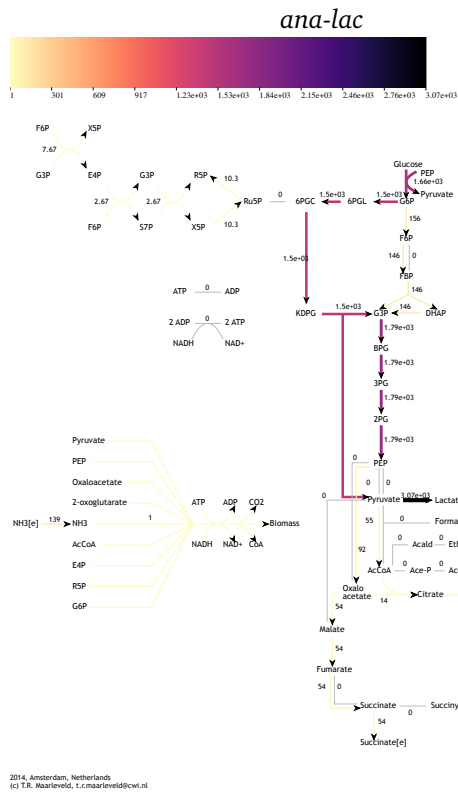 ana-lac
1 301 609 917 1.23e+03 1.53e+03 1.84e+03 2.15e+03 2.46e+03 2.76e+03 3.07e+03
F6P X5P
7.67
G3P E4P G3P R5P 10.3
2.67 2.67
F6P S7P X5P 10.3
Ru5P 0 6PGC 1.5e+03 6PGL 1.5e+03 G6P
Glucose
PEP
1.66e+03
Pyruvate
156
F6P
146 0
FBP
146
1.5e+03
ATP 0 ADP
KDPG 1.5e+03 G3P 146 DHAP
2 ADP 0 2 ATP
NADH NAD+
1.79e+03
BPG
1.79e+03
3PG
1.79e+03
2PG
1.79e+03
0 PEP
0 0
0 Pyruvate 3.07e+03 Lactat
55 0 Forma
92
0 Acald 0 Et
AcCoA 0 Ace-P 0 Ac
Oxalo
acetate 14 Citrate
54
Malate
54
Fumarate
54 0
Succinate 0 Succiny
54
Succinate[e]
Pyruvate
PEP
Oxaloacetate
2-oxoglutarate ATP ADP CO2
NH3[e] 139 NH3 1 Biomass
AcCoA NADH NAD+ CoA
E4P
R5P
G6P
2014, Amsterdam, Netherlands
(c) T.R. Maarleveld, t.r.maarleveld@cwi.nl